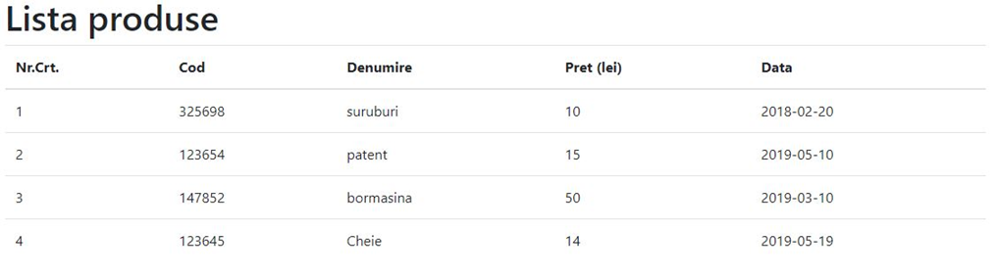 Lista produse
Nr.Crt. Cod Denumire Pret (lei) Data
1 325698 suruburi 10 2018-02-20
2 123654 patent 15 2019-05-10
3 147852 bormasina 50 2019-03-10
4 123645 Cheie 14 2019-05-19